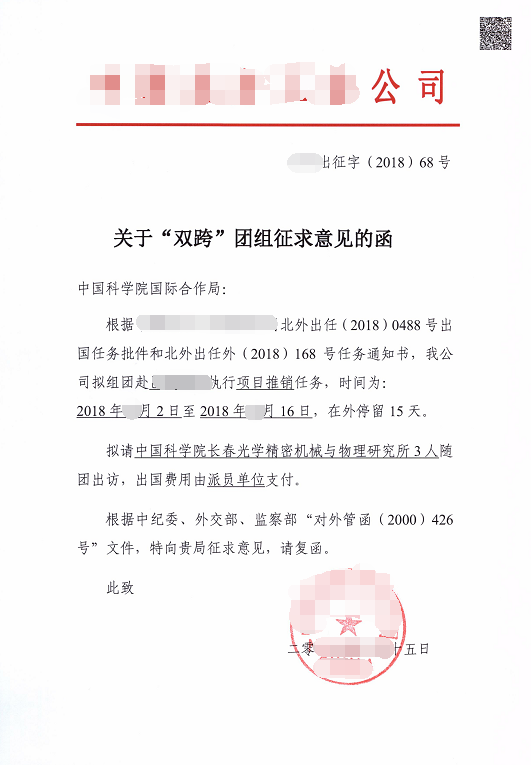 公司
出征字（2018）68 号
关于“双跨”团组征求意见的函
中国科学院国际合作局：
根据 北外出任（2018）0488 号出
国任务批件和北外出任外（2018）168 号任务通知书，我公
司拟组团赴 执行项目推销任务，时间为：
2018 年 月 2 日至 2018 年 月 16 日，在外停留 15 天。
拟请中国科学院长春光学精密机械与物理研究所 3 人随
团出访，出国费用由派员单位支付。
根据中纪委、外交部、监察部“对外管函（2000）426
号”文件，特向贵局征求意见，请复函。
此致
二零 十五日